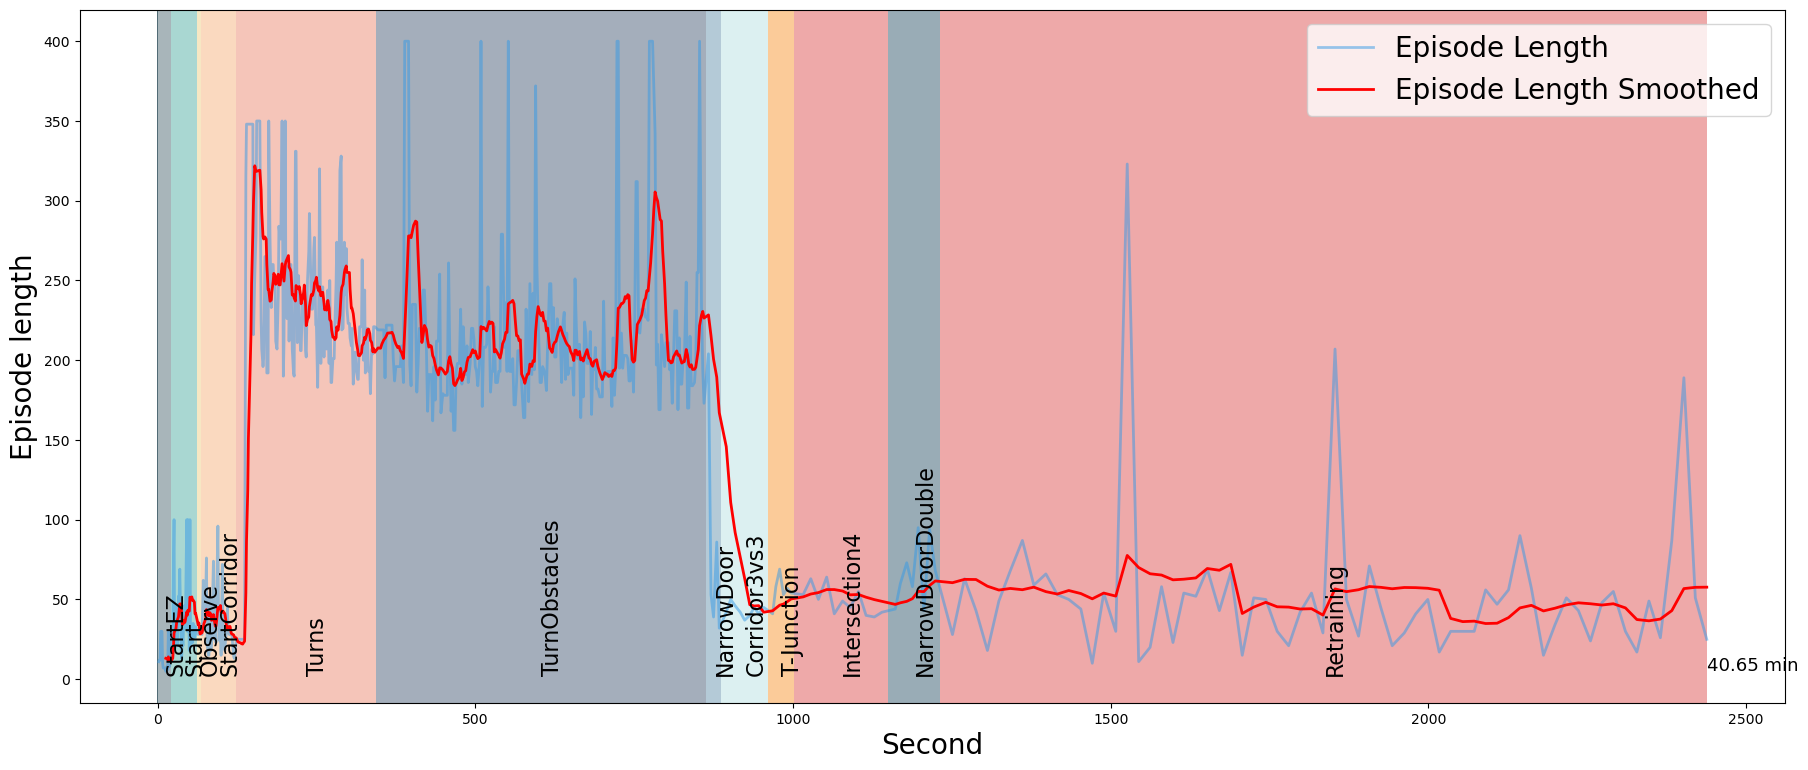 Episode Length
Episode Length Smoothed
Episode length
400
350
300
250
200
150
100
50
0
StartEZ
Start
Observe
StartCorridor
Turns
TurnObstacles
NarrowDoor
Corridor3vs3
T-Junction
Intersection4
NarrowDoorDouble
Retraining
40.65 min
0
500
1000
1500
2000
2500
Second